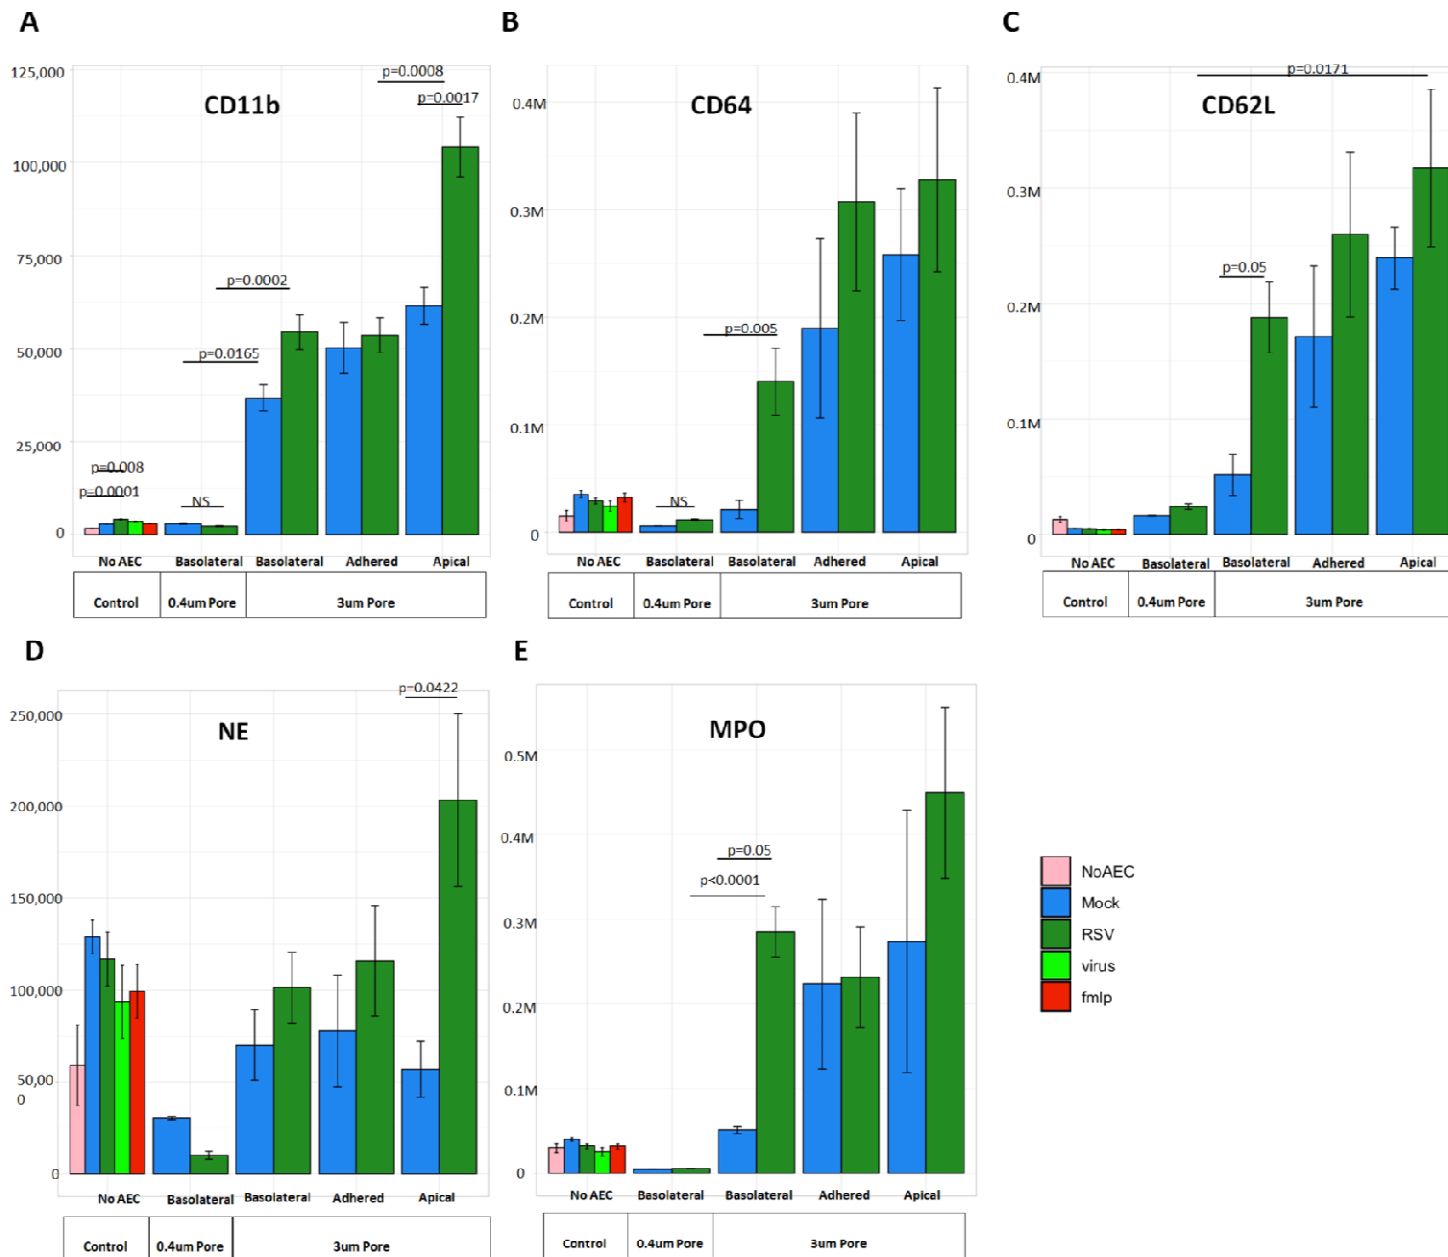 A
B
C
CD11b
CD64
CD62L
125,000
100,000
75,000
50,000
25,000
0
p=0.0008
p=0.0017
p=0.0002
p=0.0165
p=0.008
p=0.0001
NS
No AEC Basolateral Basolateral Adhered Apical
Control 0.4um Pore 3um Pore
0.4M
0.3M
0.2M
0.1M
0
p=0.005
NS
No AEC Basolateral Basolateral Adhered Apical
Control 0.4um Pore 3um Pore
0.4M
0.3M
0.2M
0.1M
0
p=0.0171
p=0.05
No AEC Basolateral Basolateral Adhered Apical
Control 0.4um Pore 3um Pore
D
E
NE
MPO
250,000
200,000
150,000
100,000
50,00
0
0
p=0.0422
No AEC Basolateral Basolateral Adhered Apical
Control 0.4um Pore 3um Pore
0.5M
0.4M
0.3M
0.2M
0.1M
0
p=0.05
p<0.0001
No AEC Basolateral Basolateral Adhered Apical
Control 0.4um Pore 3um Pore
NoAEC
Mock
RSV
virus
fmlp